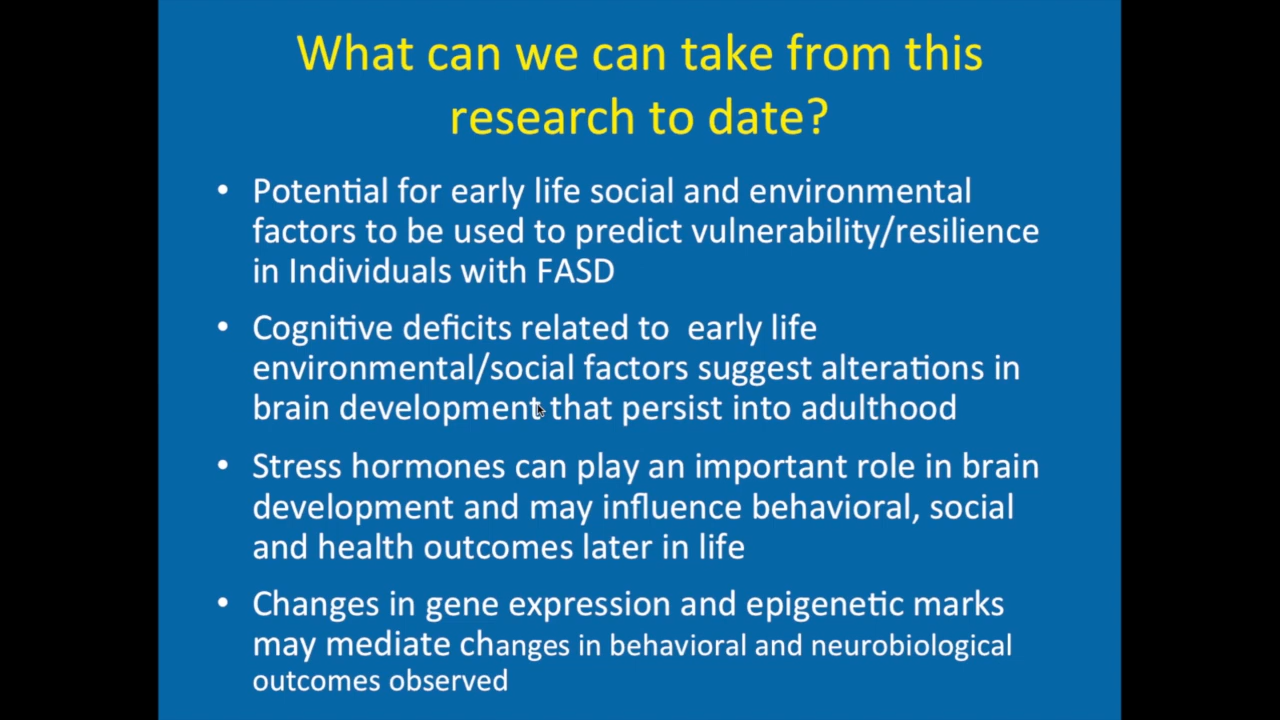 What can we can take from this
research to date?
• Potential for early life social and environmental
factors to be used to predict vulnerability/resilience
in Individuals with FASD
• Cognitive deficits related to  early life
environmental/social factors suggest alterations in
brain development that persist into adulthood
• Stress hormones can play an important role in brain
development and may influence behavioral, social
and health outcomes later in life
• Changes in gene expression and epigenetic marks
may mediate changes in behavioral and neurobiological
outcomes observed